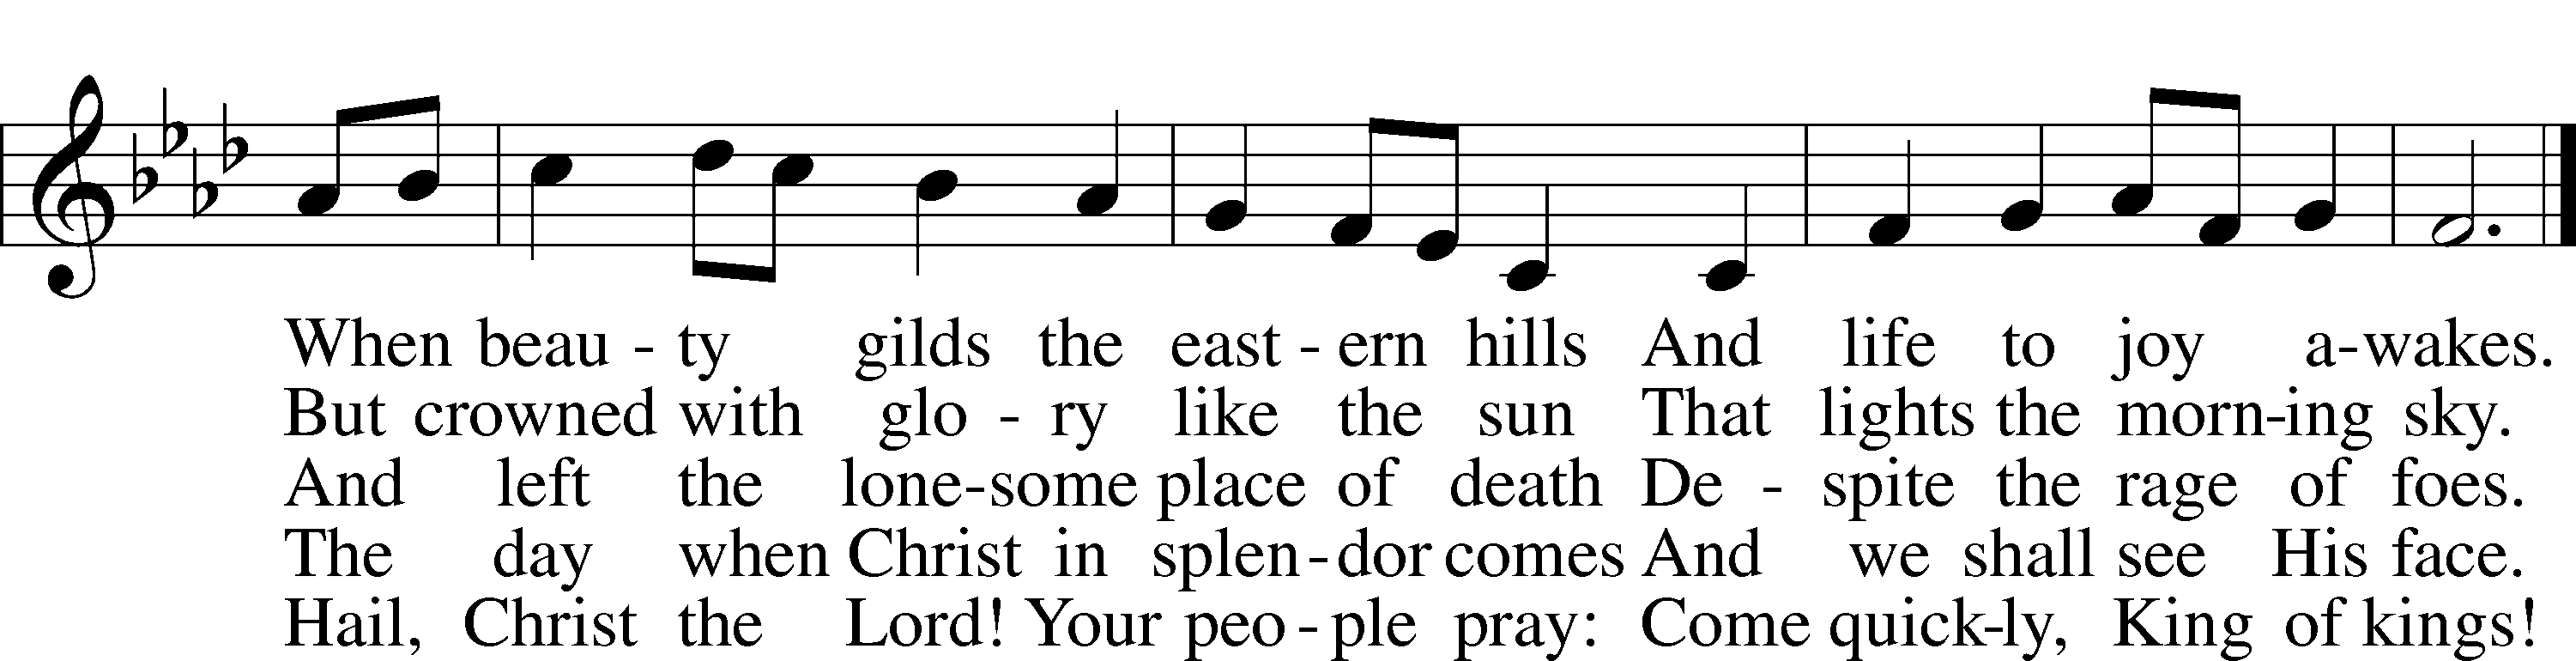 When beau - ty gilds the east - ern hills And life to joy a-wakes.
But crowned with glo - ry like the sun That lights the morn-ing sky.
And left the lone-some place of death De - spite the rage of foes.
The day when Christ in splen-dor comes And we shall see His face.
Hail, Christ the Lord! Your peo - ple pray: Come quick-ly, King of kings!